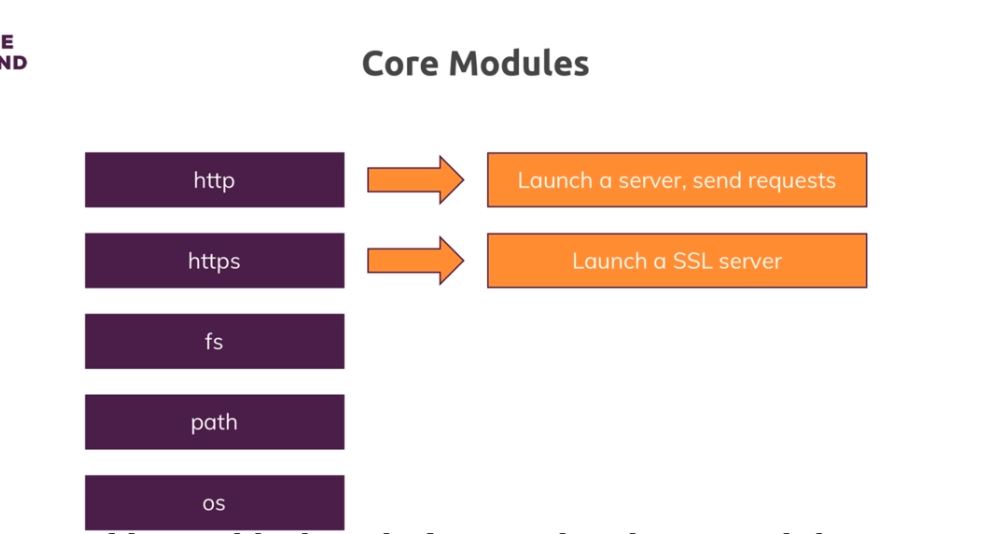 E
ND
Core Modules
http
Launch a server, send requests
https
Launch a SSL server
fs
path
os